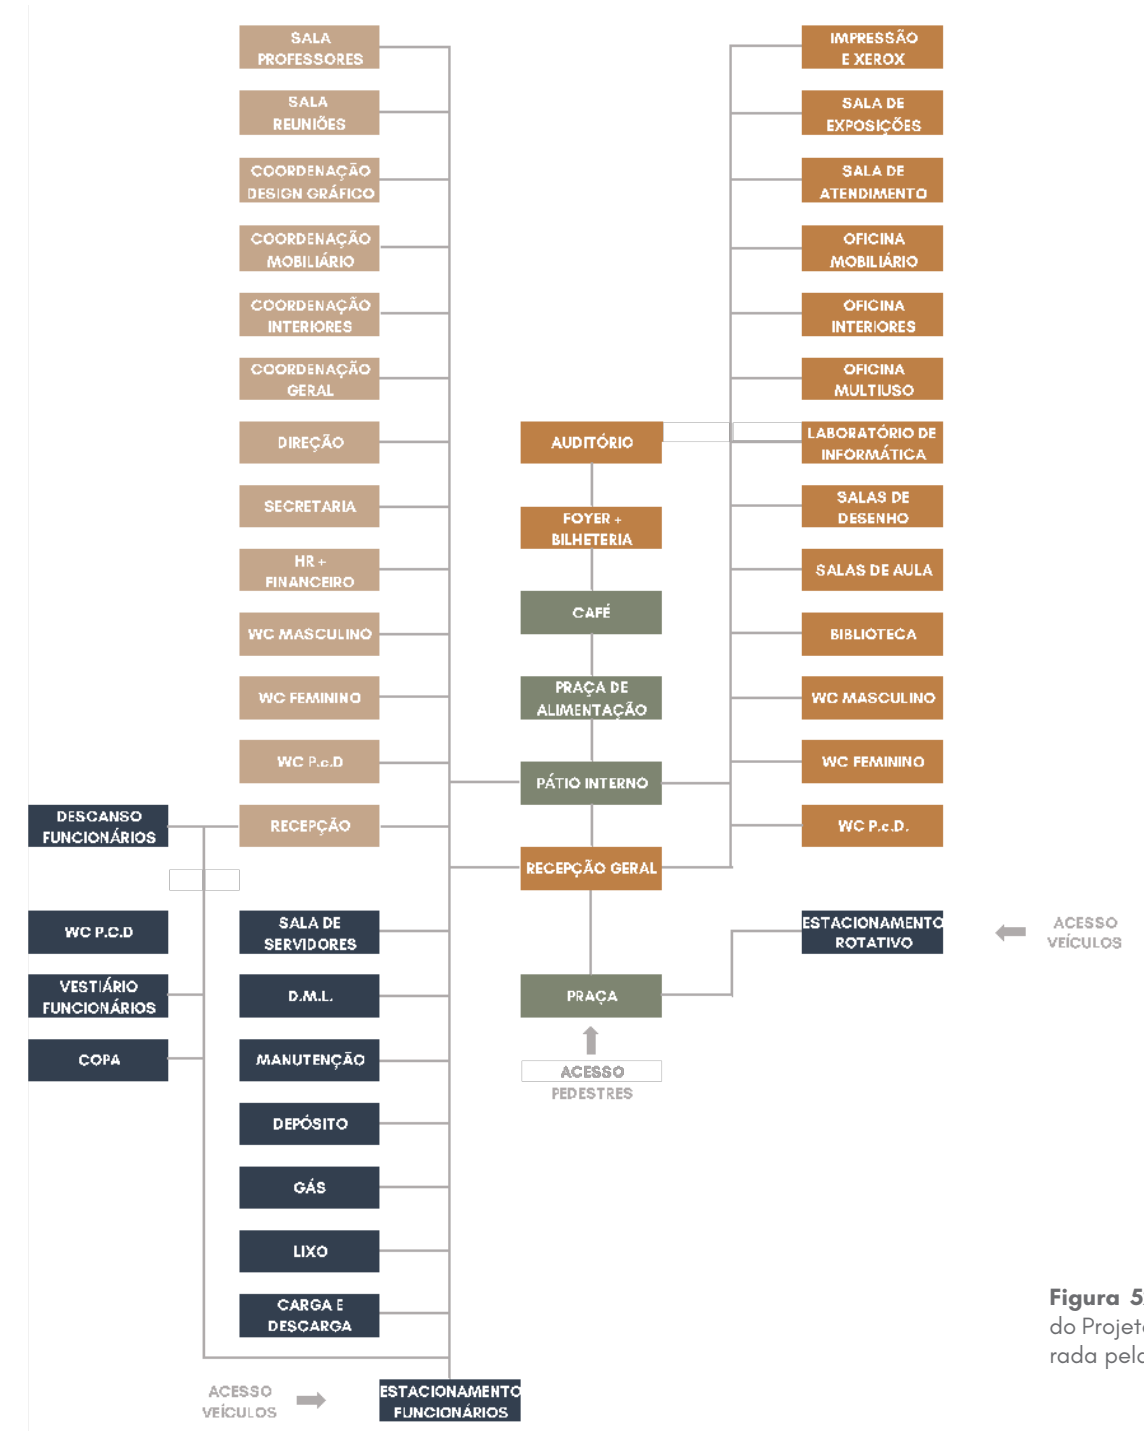 SALA
PROFESSORES
SALA
REUNIÕES
COORDENAÇÃO
DESIGN GRÁFICO
COORDENAÇÃO
MOBILIÁRIO
COORDENAÇÃO
INTERIORES
COORDENAÇÃO
GERAL
DIREÇÃO
SECRETARIA
HR +
FINANCEIRO
WC MASCULINO
WC FEMININO
WC P.c.D
RECEPÇÃO
DESCANSO
FUNCIONÁRIOS
WC P.C.D
VESTIÁRIO
FUNCIONÁRIOS
COPA
SALA DE
SERVIDORES
D.M.L.
MANUTENÇÃO
DEPÓSITO
GÁS
LIXO
CARGA E
DESCARGA
ACESSO
VEÍCULOS
ESTACIONAMENTO
FUNCIONÁRIOS
AUDITÓRIO
FOYER +
BILHETERIA
CAFÉ
PRAÇA DE
ALIMENTAÇÃO
PÁTIO INTERNO
RECEPÇÃO GERAL
PRAÇA
ACESSO
PEDESTRES
IMPRESSÃO
E XEROX
SALA DE
EXPOSIÇÕES
SALA DE
ATENDIMENTO
OFICINA
MOBILIÁRIO
OFICINA
INTERIORES
OFICINA
MULTIUSO
LABORATÓRIO DE
INFORMÁTICA
SALAS DE
DESENHO
SALAS DE AULA
BIBLIOTECA
WC MASCULINO
WC FEMININO
WC P.c.D.
ESTACIONAMENTO
ROTATIVO
ACESSO
VEÍCULOS
Figura 5
do Projet
rada pel